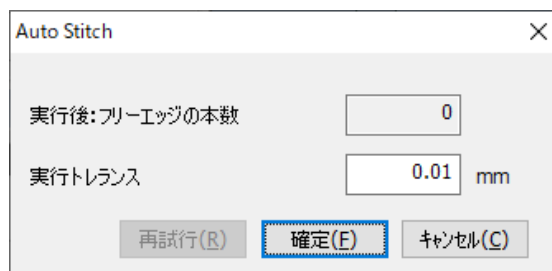 Auto Stitch
実行後:フリーエッジの本数 0
実行トレランス 0.01 mm
再試行(R) 確定(F) キャンセル(C)